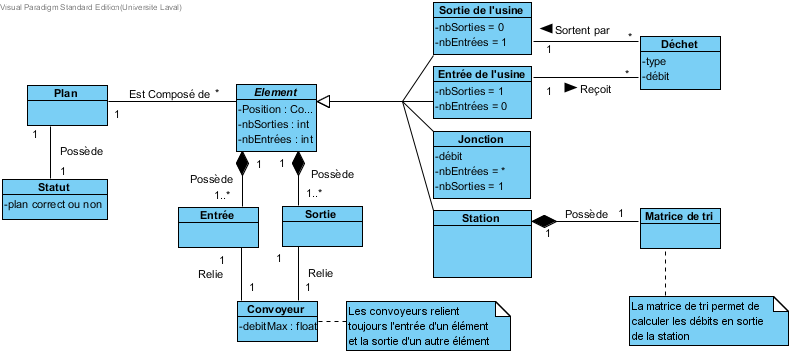 Visual Paradigm Standard Edition(Universite Laval)
Sortie de l'usine
-nbSorties = 0
-nbEntrées = 1
Sortent par
1
*
Déchet
-type
-débit
Entrée de l'usine
-nbSorties = 1
-nbEntrées = 0
1
*
Reçoit
Plan
Est Composé de
*
1
Element
-Position : Co...
-nbSorties : int
-nbEntrées : int
1
Possède
1
Statut
-plan correct ou non
Jonction
-débit
-nbEntrées = *
-nbSorties = 1
1
1
Possède
Possède
1..*
1..*
Entrée
Sortie
Station
Possède
1
1
Matrice de tri
1
1
Relie
Relie
1
1
Convoyeur
-debitMax : float
Les convoyeurs relient
toujours l'entrée d'un élément
et la sortie d'un autre élément
La matrice de tri permet de
calculer les débits en sortie
de la station